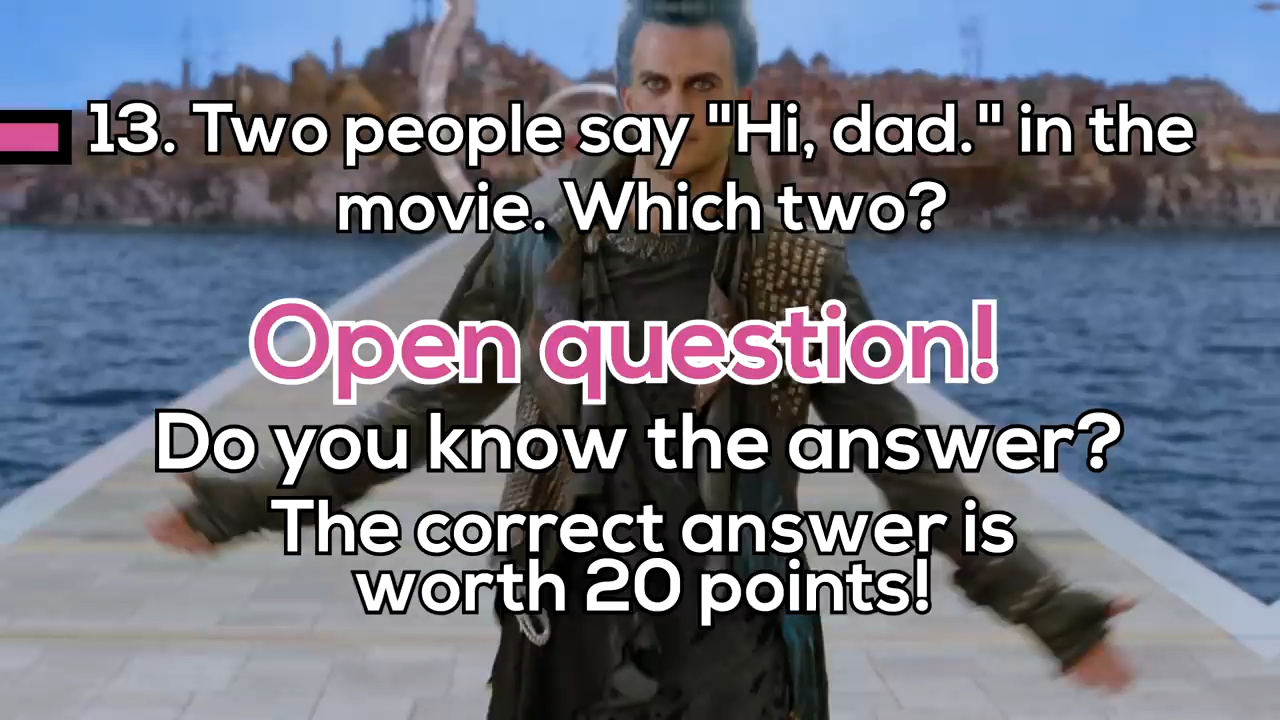 13. Two people say "Hi, dad." in the
movie. Which two?
Open question!
Do you know the answer?
The correct answer is
worth 20 points!